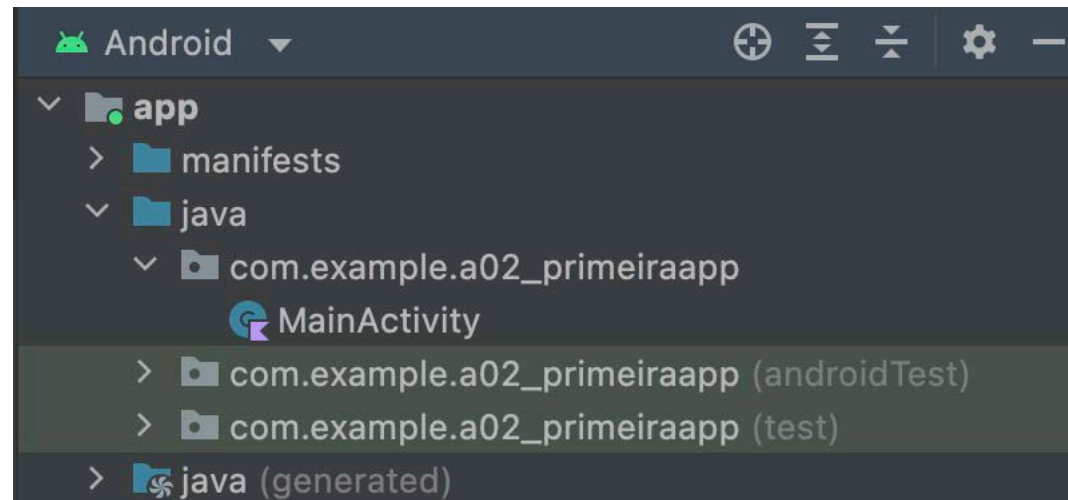 Android
app
manifests
java
com.example.a02_primeiraapp
MainActivity
com.example.a02_primeiraapp (androidTest)
com.example.a02_primeiraapp (test)
java (generated)